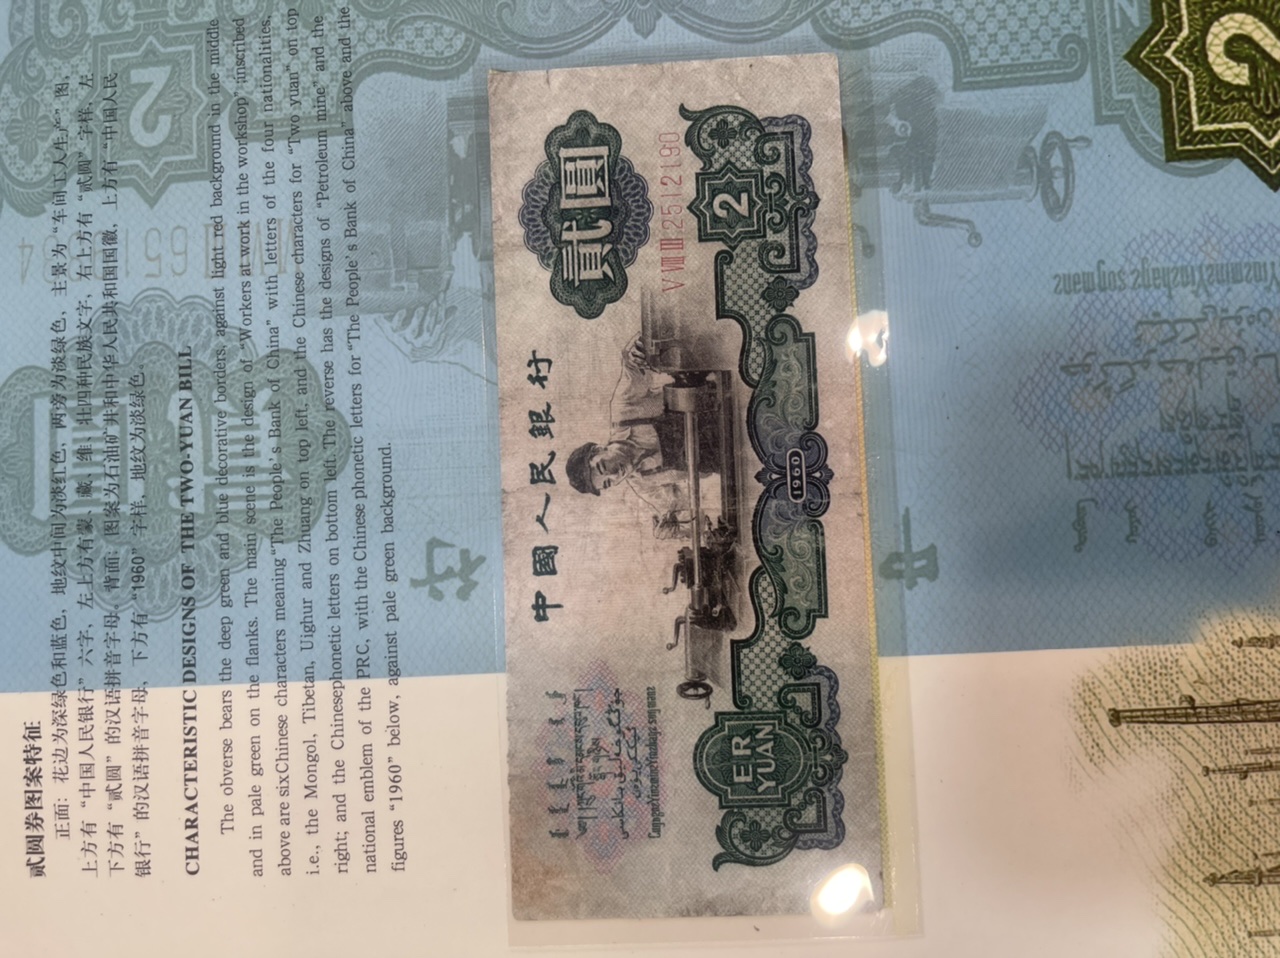 贰圆券图案特征
正面：花边为深绿色和蓝色，地纹中间为淡红色，两旁为淡绿色，主景为“车间工人生产”图，
上方有“中国人民银行”六字，左上方有蒙、藏、维、壮四种民族文字，右上方有“贰圆”字样，左
下方有“贰圆”的汉语拼音字母。背面：图案为石油矿井和中华人民共和国国徽，上方有“中国人民
银行”的汉语拼音字母，下方有“1960”字样，地纹为淡绿色。
CHARACTERISTIC DESIGNS OF THE TWO-YUAN BILL
The obverse bears the deep green and blue decorative borders, against light red background in the middle
and in pale green on the flanks. The main scene is the design of “Workers at work in the workshop” inscribed
above are sixChinese characters meaning“The People's Bank of China” with letters of the four nationalities,
i.e., the Mongol, Tibetan, Uighur and Zhuang on top left, and the Chinese characters for “Two yuan” on top
right; and the Chinesephonetic letters on bottom left. The reverse has the designs of “Petroleum mine” and the
national emblem of the PRC, with the Chinese phonetic letters for “The People's Bank of China” above and the
figures “1960” below, against pale green background.
中國人民銀行
貳圓
V VIII III 2512190
2
1960
ER
YUAN